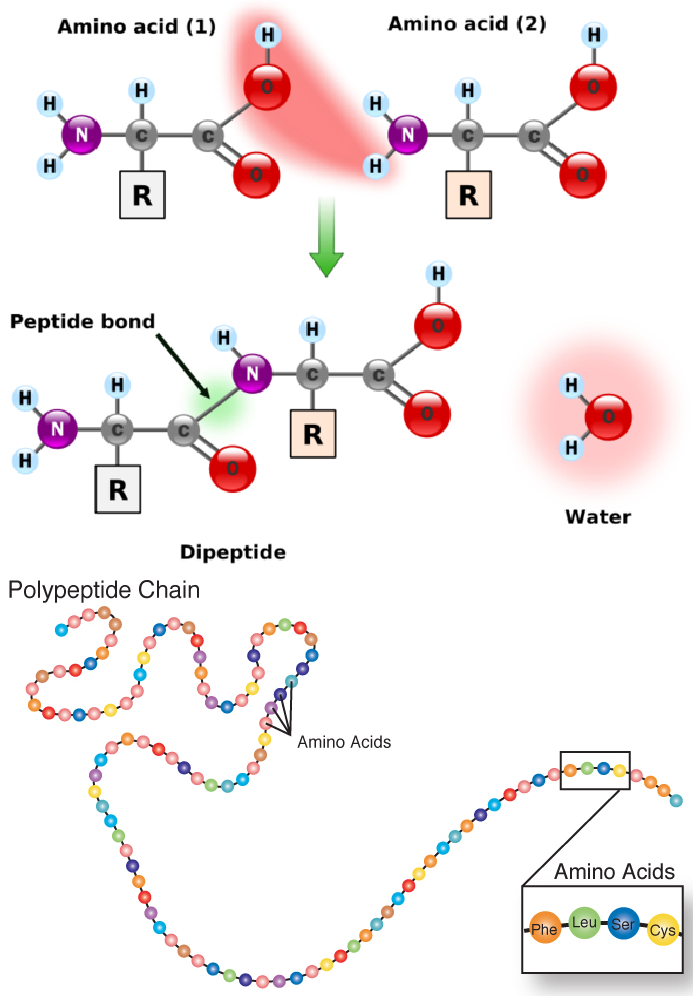 Amino acid (1)
Amino acid (2)
H
H
H H O H H O
N C C N C C
H H
O O
R R
H
Peptide bond
H H O
H H N C C
N C C H O
H R O
O H
R
Water
Dipeptide
Polypeptide Chain
Amino Acids
Amino Acids
Phe Leu Ser Cys